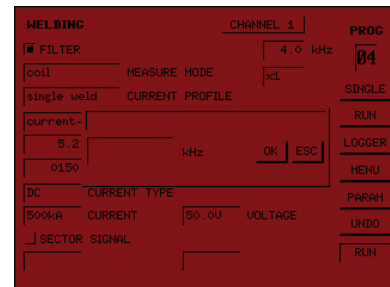 WELDING CHANNEL 1 PROG
FILTER 4.0 kHz 04
coil MEASURE MODE x1
single weld CURRENT PROFILE SINGLE
current- RUN
5.2 kHz OK ESC LOGGER
0150 MENU
DC CURRENT TYPE PARAM
500kA CURRENT 50.0V VOLTAGE UNDO
SECTOR SIGNAL RUN